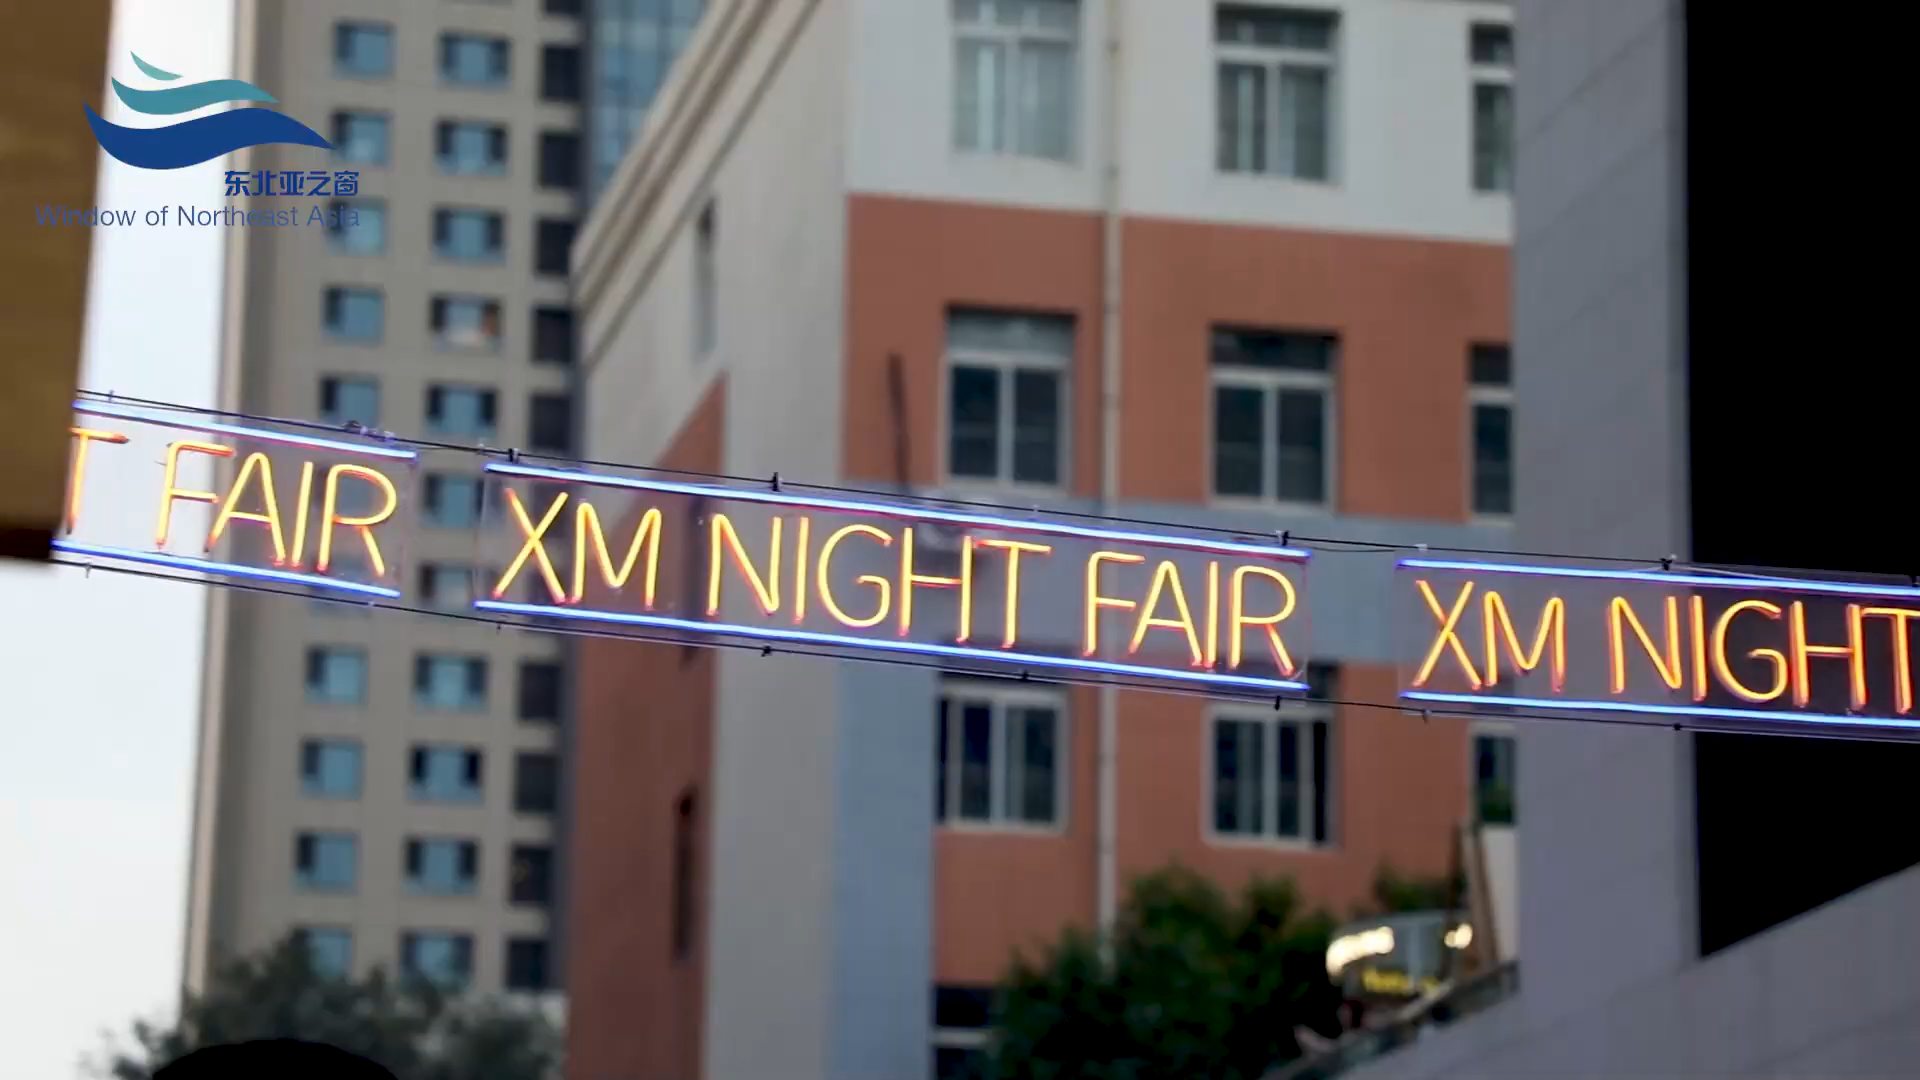 东北亚之窗
Window of Northeast Asia
T FAIR
XM NIGHT FAIR
XM NIGHT